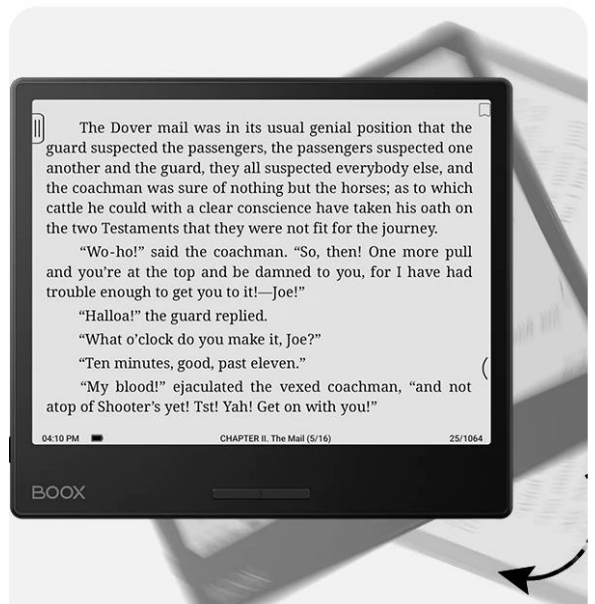 The Dover mail was in its usual genial position that the
guard suspected the passengers, the passengers suspected one
another and the guard, they all suspected everybody else, and
the coachman was sure of nothing but the horses; as to which
cattle he could with a clear conscience have taken his oath on
the two Testaments that they were not fit for the journey.
“Wo-ho!” said the coachman. “So, then! One more pull
and you’re at the top and be damned to you, for I have had
trouble enough to get you to it!—Joe!”
“Halloa!” the guard replied.
“What o’clock do you make it, Joe?”
“Ten minutes, good, past eleven.”
“My blood!” ejaculated the vexed coachman, “and not
atop of Shooter’s yet! Tst! Yah! Get on with you!”
04:10 PM CHAPTER II. The Mail (5/16) 25/1064
BOOX